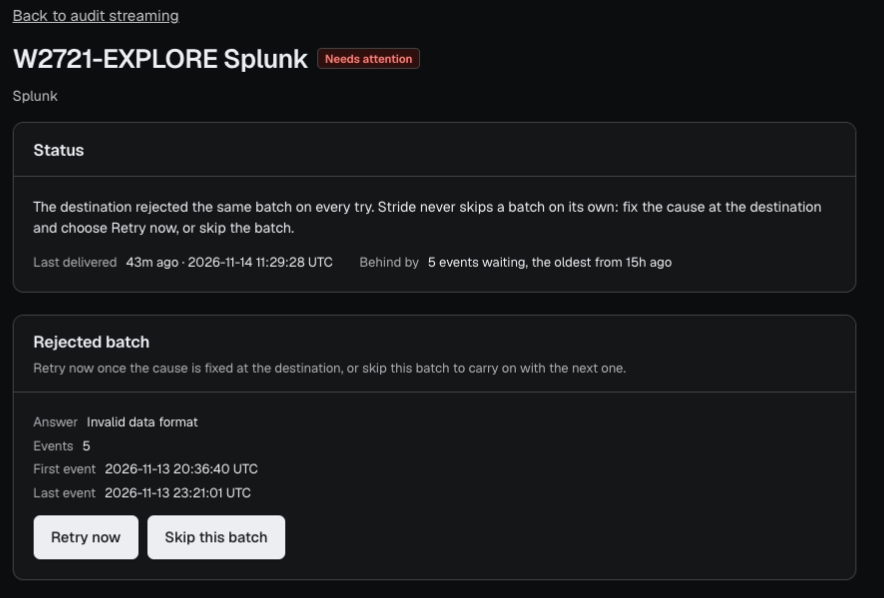 Back to audit streaming
W2721-EXPLORE Splunk Needs attention
Splunk
Status
The destination rejected the same batch on every try. Stride never skips a batch on its own: fix the cause at the destination
and choose Retry now, or skip the batch.
Last delivered 43m ago · 2026-11-14 11:29:28 UTC Behind by 5 events waiting, the oldest from 15h ago
Rejected batch
Retry now once the cause is fixed at the destination, or skip this batch to carry on with the next one.
Answer Invalid data format
Events 5
First event 2026-11-13 20:36:40 UTC
Last event 2026-11-13 23:21:01 UTC
Retry now Skip this batch